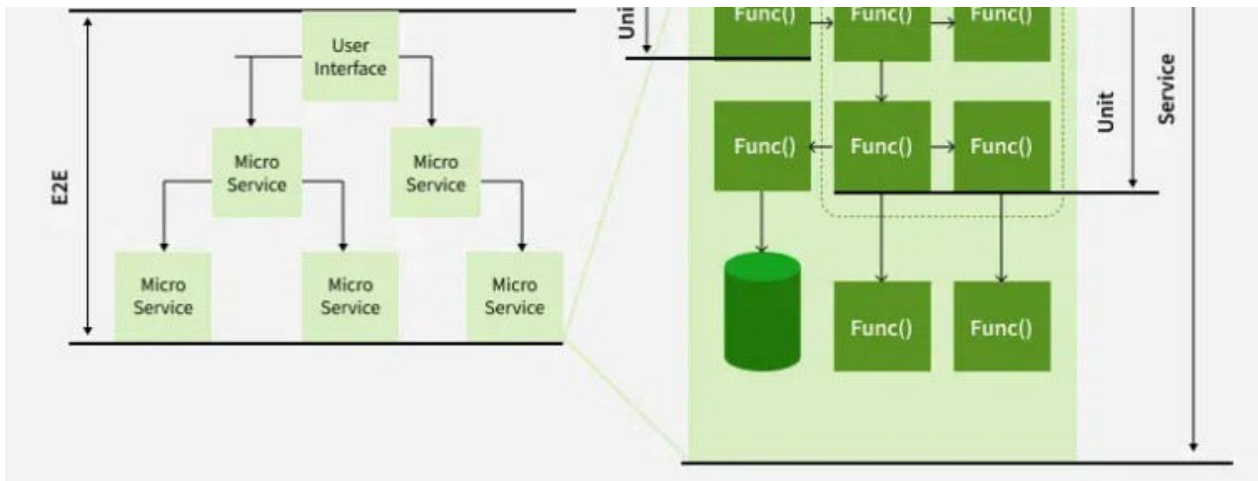 E2E
User
Interface
Micro
Service
Micro
Service
Micro
Service
Micro
Service
Micro
Service
Func()
Func()
Func()
Func()
Func()
Func()
Func()
Func()
Unit
Service